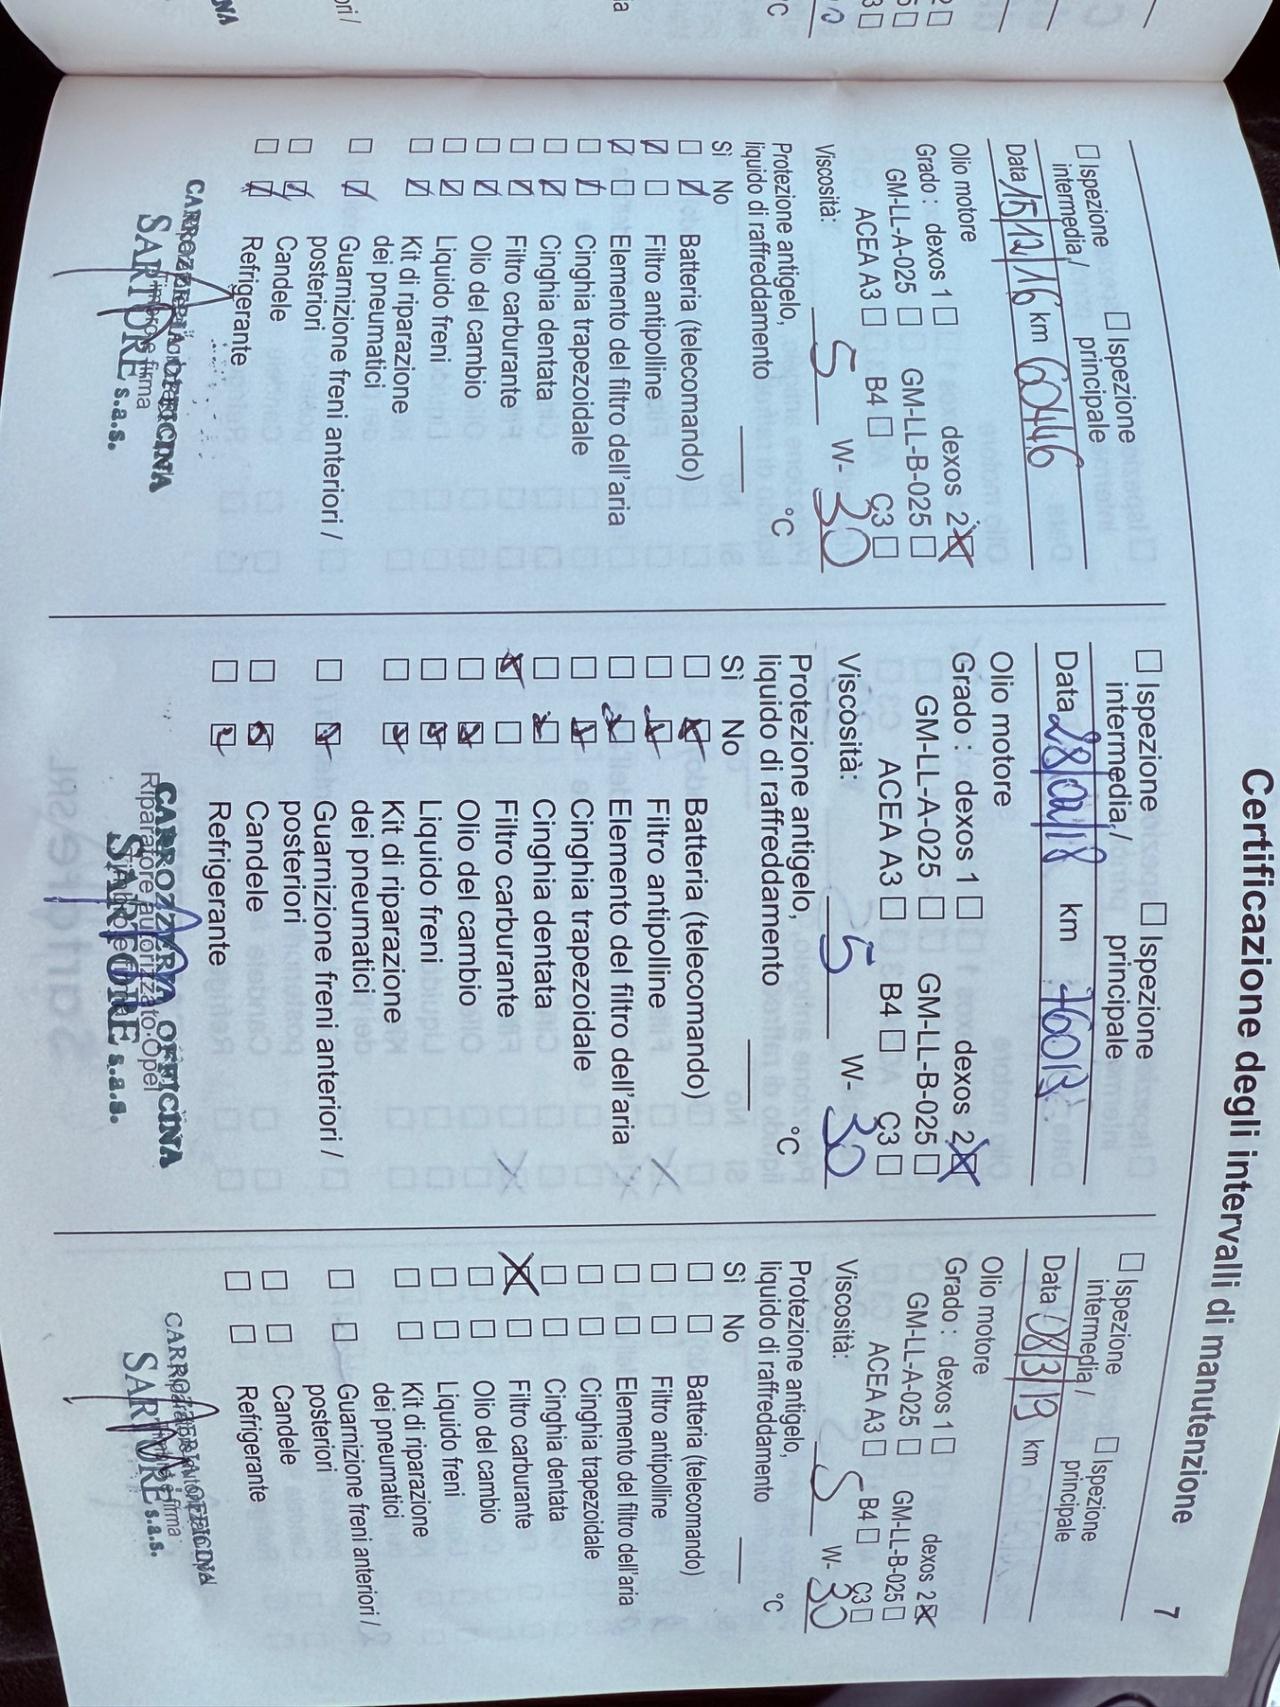 Certificazione degli intervalli di manutenzione
7
Ispezione intermedia / Ispezione principale
Data 15/12/16 km 60446
Olio motore
Grado : dexos 1 dexos 2
GM-LL-A-025 GM-LL-B-025
ACEA A3 B4 C3
Viscosità: 5 W- 30
Protezione antigelo,
liquido di raffreddamento °C
Sì No
Batteria (telecomando)
Filtro antipolline
Elemento del filtro dell'aria
Cinghia trapezoidale
Cinghia dentata
Filtro carburante
Olio del cambio
Liquido freni
Kit di riparazione
dei pneumatici
Guarnizione freni anteriori /
posteriori
Candele
Refrigerante
CARROZZERIA OFFICINA
SARTORE s.a.s.
Ispezione intermedia / Ispezione principale
Data 28/02/18 km 76013
Olio motore
Grado : dexos 1 dexos 2
GM-LL-A-025 GM-LL-B-025
ACEA A3 B4 C3
Viscosità: 5 W- 30
Protezione antigelo,
liquido di raffreddamento °C
Sì No
Batteria (telecomando)
Filtro antipolline
Elemento del filtro dell'aria
Cinghia trapezoidale
Cinghia dentata
Filtro carburante
Olio del cambio
Liquido freni
Kit di riparazione
dei pneumatici
Guarnizione freni anteriori /
posteriori
Candele
Refrigerante
CARROZZERIA OFFICINA
Riparatore autorizzato Opel
SARTORE s.a.s.
Ispezione intermedia / Ispezione principale
Data 08/3/19 km
Olio motore
Grado : dexos 1 dexos 2
GM-LL-A-025 GM-LL-B-025
ACEA A3 B4 C3
Viscosità: 5 W- 30
Protezione antigelo,
liquido di raffreddamento °C
Sì No
Batteria (telecomando)
Filtro antipolline
Elemento del filtro dell'aria
Cinghia trapezoidale
Cinghia dentata
Filtro carburante
Olio del cambio
Liquido freni
Kit di riparazione
dei pneumatici
Guarnizione freni anteriori /
posteriori
Candele
Refrigerante
CARROZZERIA OFFICINA
SARTORE s.a.s.